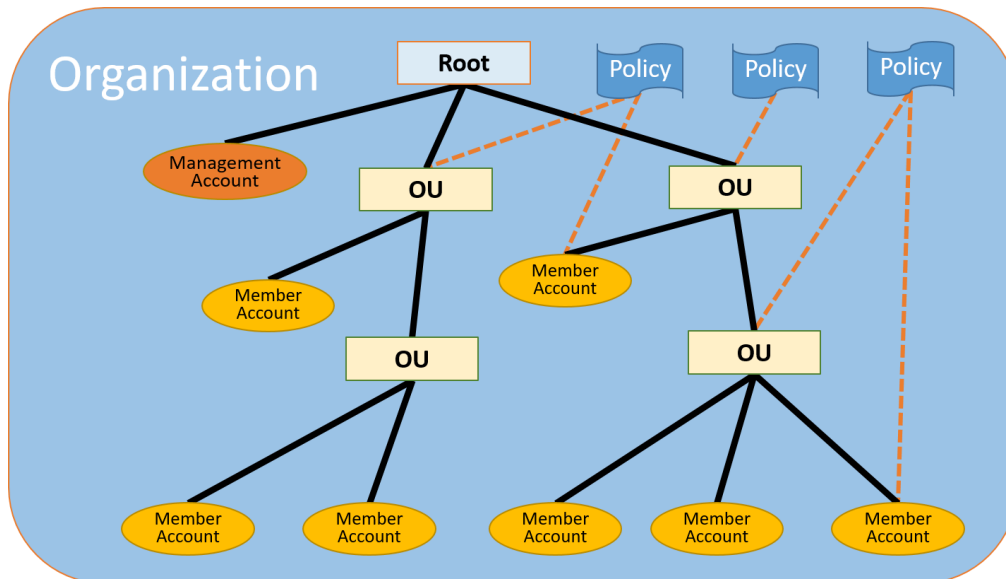 Organization
Root
Policy
Policy
Policy
Management
Account
OU
OU
Member
Account
Member
Account
OU
OU
Member
Account
Member
Account
Member
Account
Member
Account
Member
Account